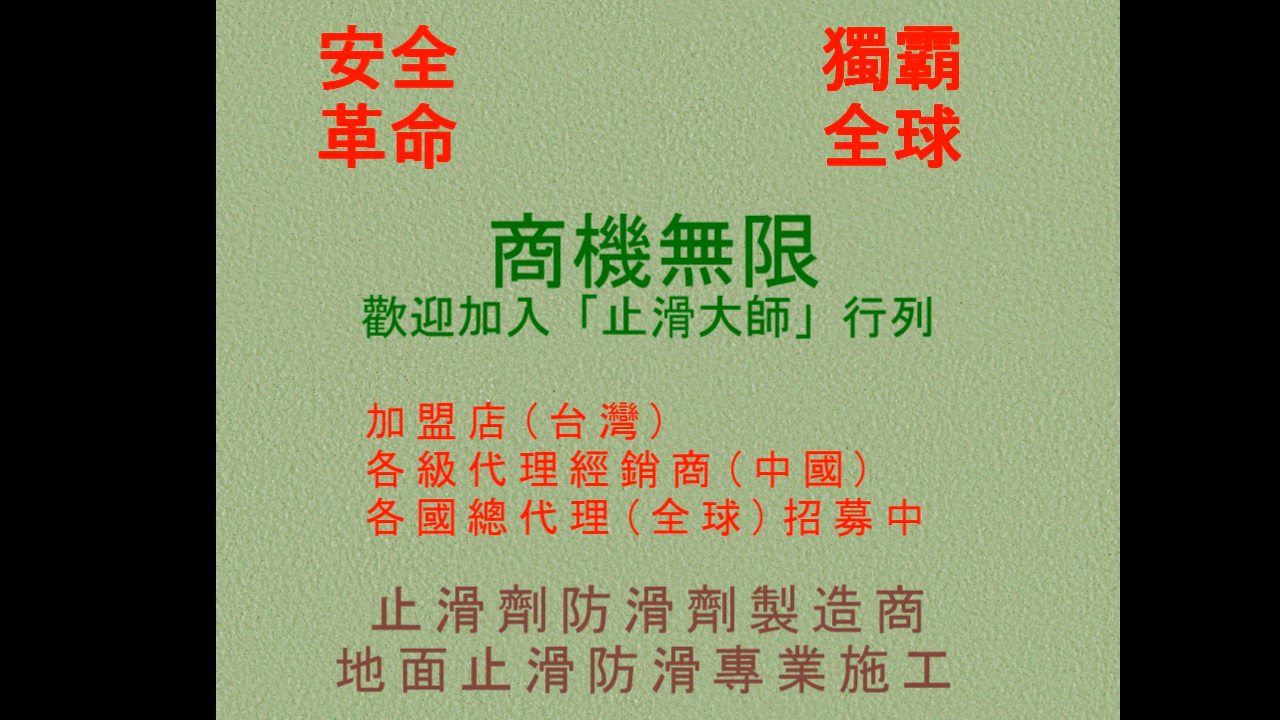 安全
革命
獨霸
全球
商機無限
歡迎加入「止滑大師」行列
加盟店(台灣)
各級代理經銷商(中國)
各國總代理(全球)招募中
止滑劑防滑劑製造商
地面止滑防滑專業施工